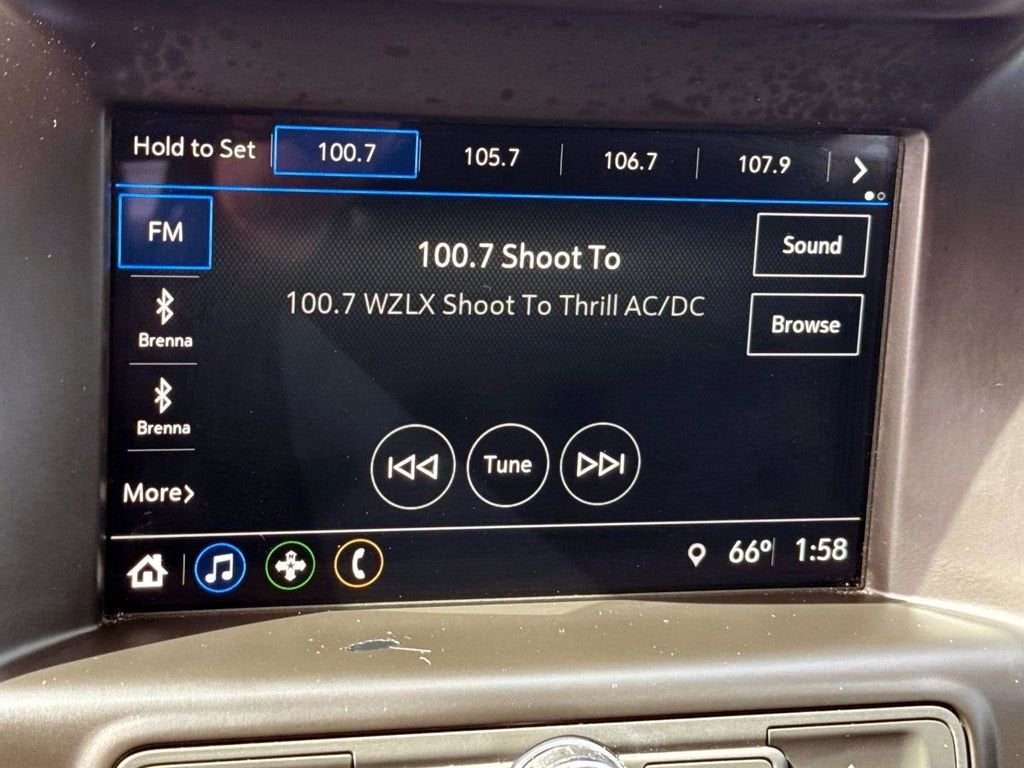 Hold to Set 100.7 105.7 106.7 107.9 >
FM
100.7 Shoot To
Sound
100.7 WZLX Shoot To Thrill AC/DC
Browse
Brenna
Brenna
Tune
More>
66º 1:58